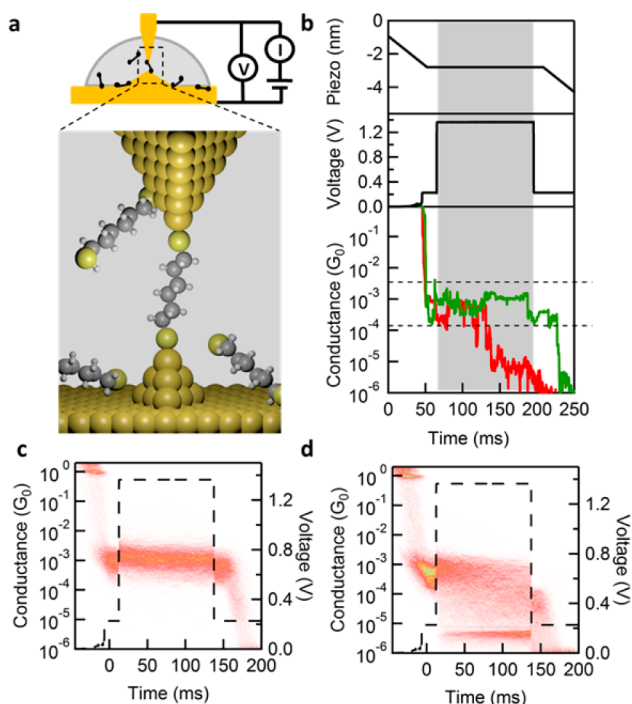 a
V
I
b
Piezo (nm)
0
-2
-4
Voltage (V)
1.2
0.8
0.4
0.0
Conductance (G0)
10-1
10-2
10-3
10-4
10-5
10-6
0 50 100 150 200 250
Time (ms)
c
Conductance (G0)
100
10-1
10-2
10-3
10-4
10-5
10-6
1.2
0.8
0.4
0.0
Voltage (V)
0 50 100 150 200
Time (ms)
d
Conductance (G0)
100
10-1
10-2
10-3
10-4
10-5
10-6
1.2
0.8
0.4
0.0
Voltage (V)
0 50 100 150 200
Time (ms)